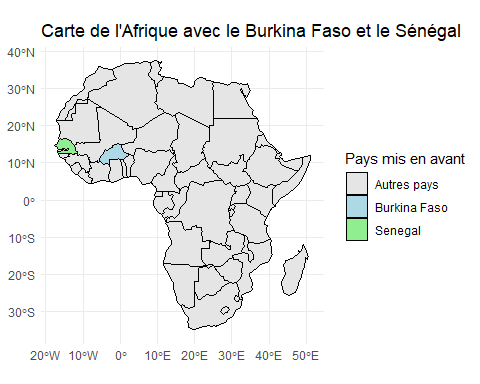 Carte de l'Afrique avec le Burkina Faso et le Sénégal
40°N
30°N
20°N
10°N
0°
10°S
20°S
30°S
20°W
10°W
0°
10°E
20°E
30°E
40°E
50°E
Pays mis en avant
Autres pays
Burkina Faso
Senegal